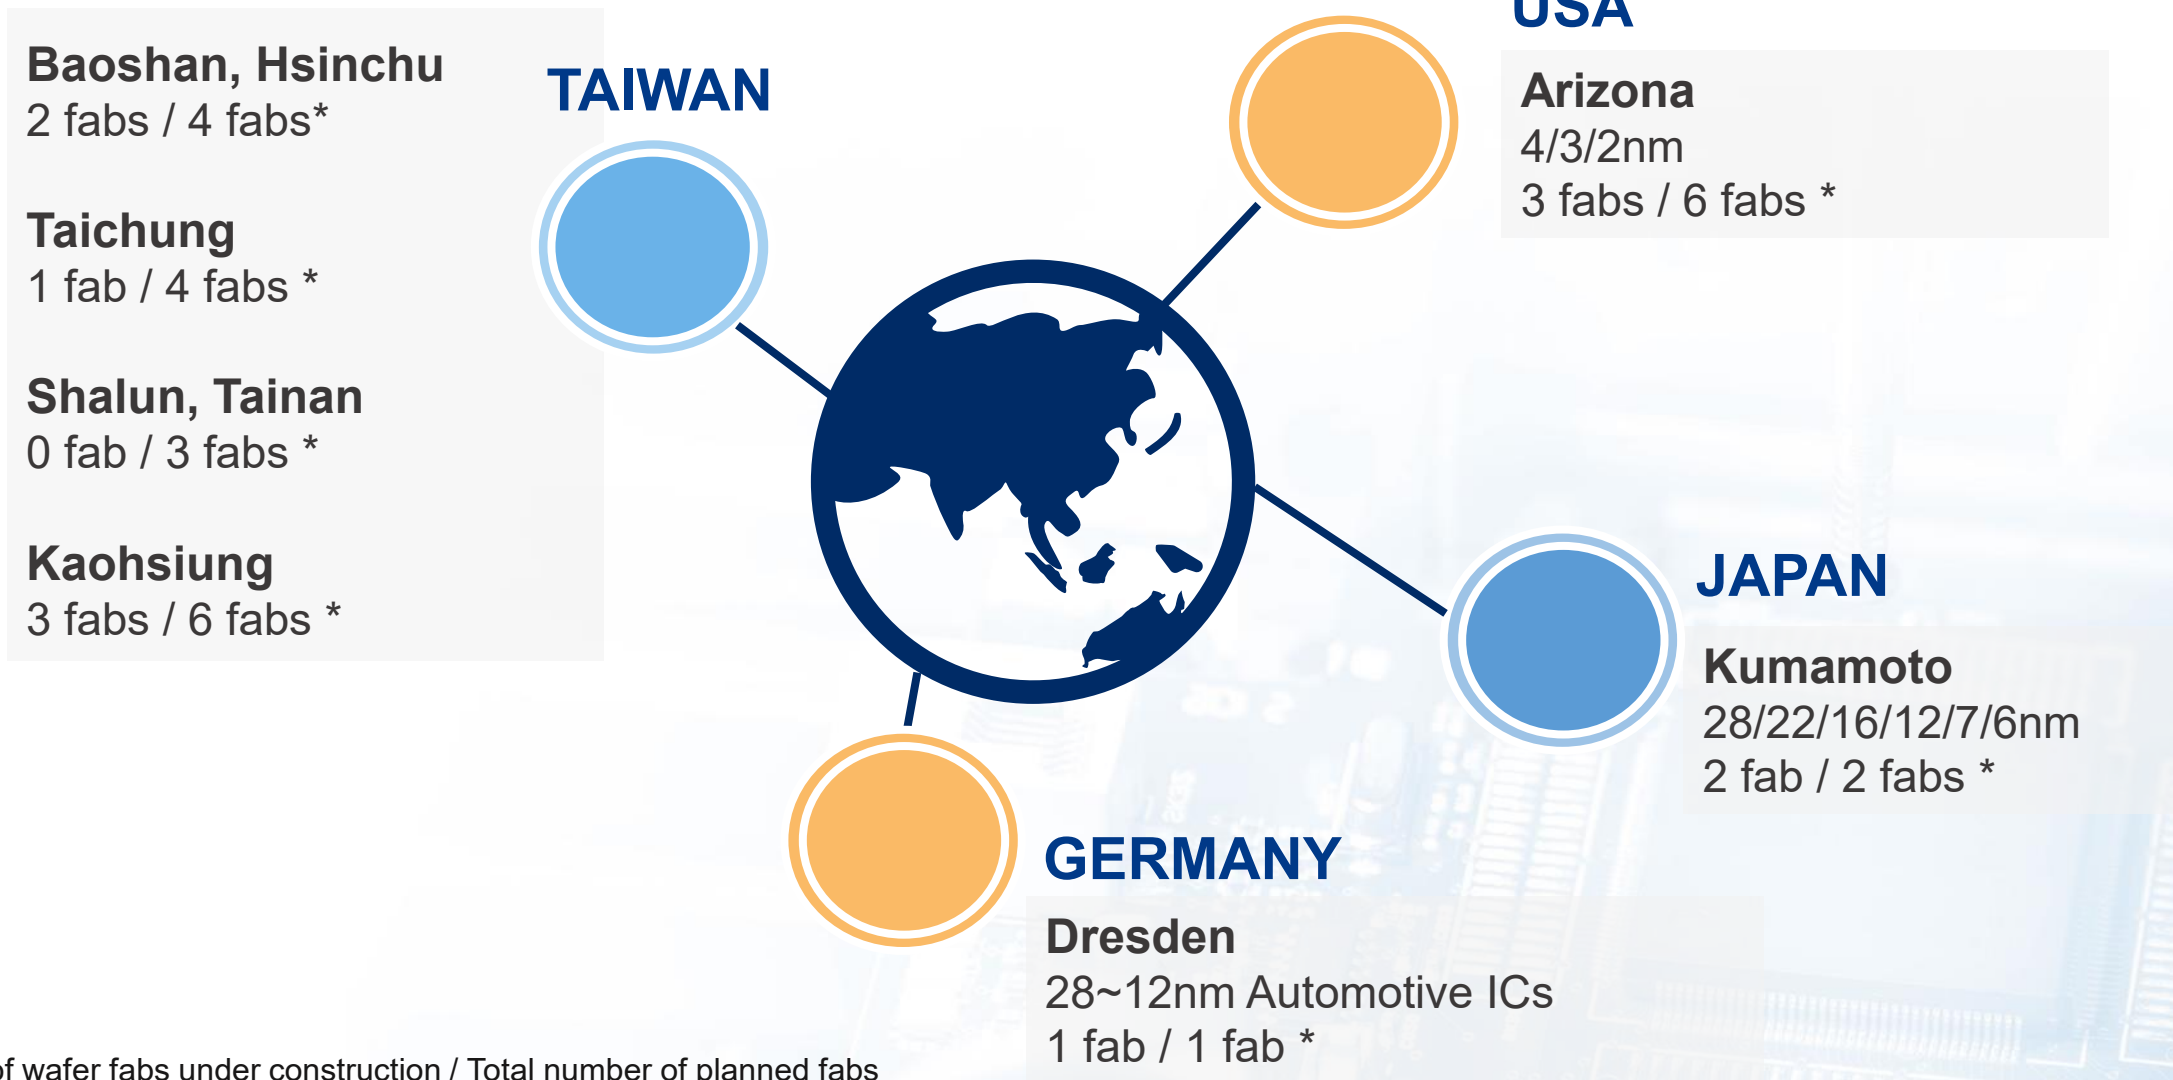 Baoshan, Hsinchu
2 fabs / 4 fabs*
Taichung
1 fab / 4 fabs *
Shalun, Tainan
0 fab / 3 fabs *
Kaohsiung
3 fabs / 6 fabs *
TAIWAN
USA
Arizona
4/3/2nm
3 fabs / 6 fabs *
JAPAN
Kumamoto
28/22/16/12/7/6nm
2 fab / 2 fabs *
GERMANY
Dresden
28~12nm Automotive ICs
1 fab / 1 fab *
of wafer fabs under construction / Total number of planned fabs